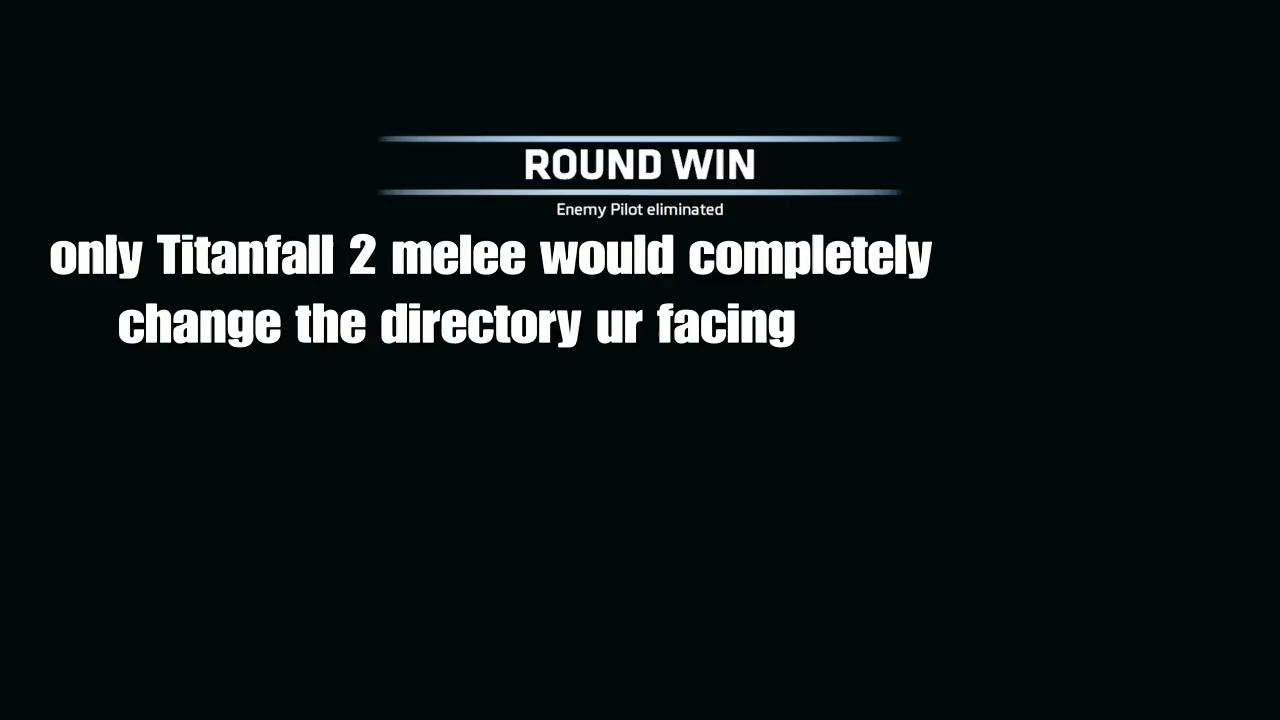 ROUND WIN
Enemy Pilot eliminated
only Titanfall 2 melee would completely
change the directory ur facing